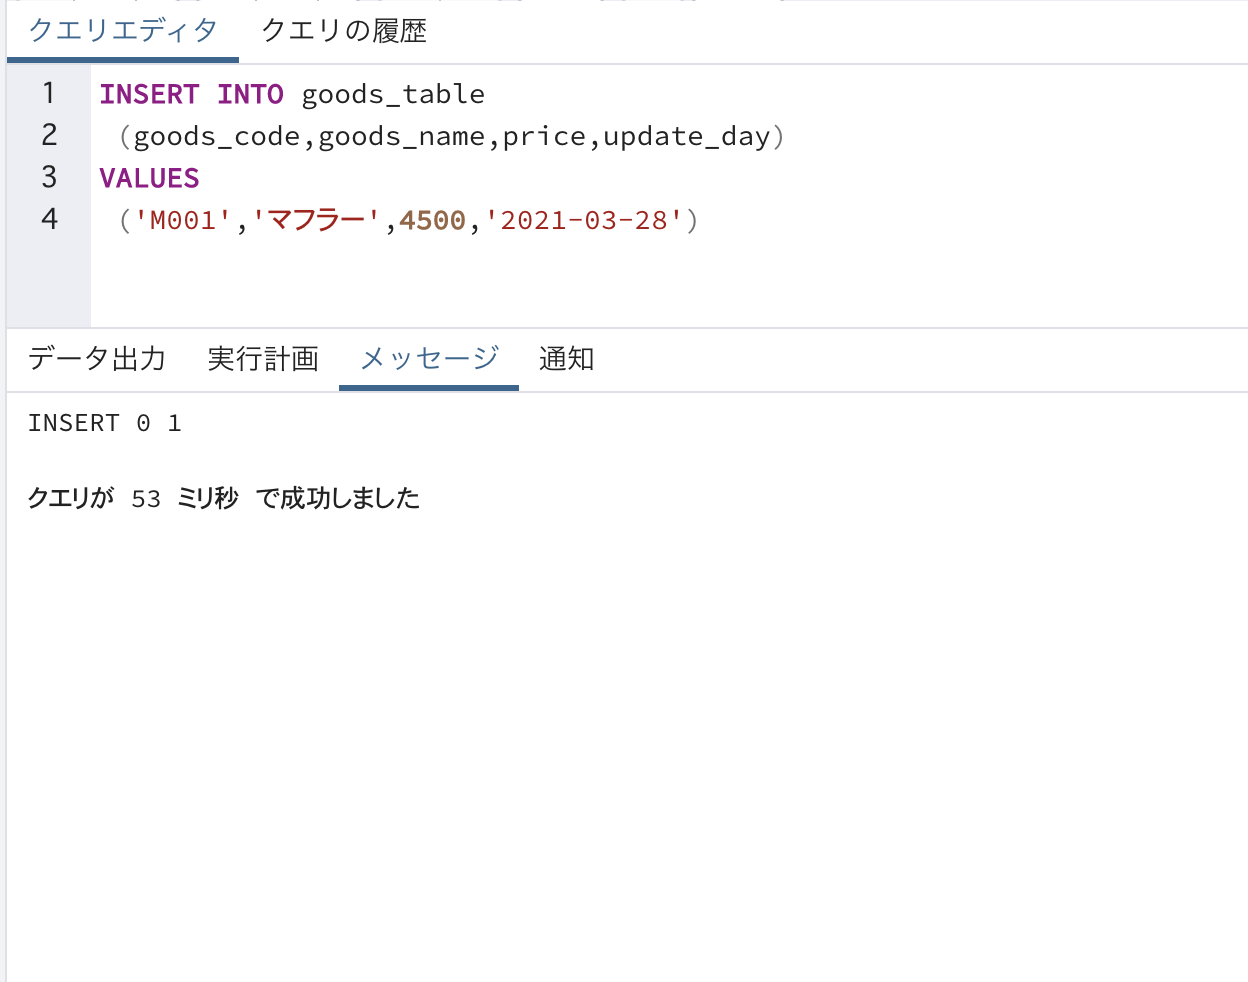 クエリエディタ クエリの履歴
1 INSERT INTO goods_table
2 (goods_code,goods_name,price,update_day)
3 VALUES
4 ('M001','マフラー',4500,'2021-03-28')
データ出力 実行計画 メッセージ 通知
INSERT 0 1
クエリが 53 ミリ秒 で成功しました